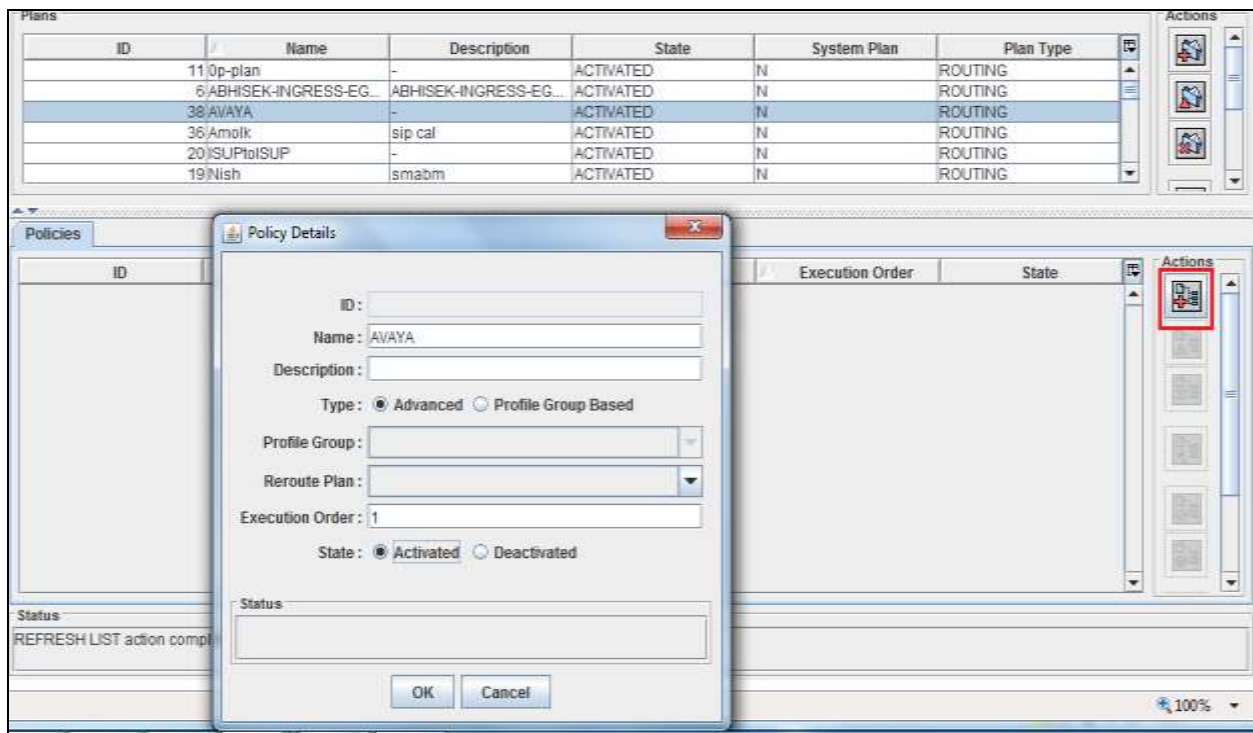 Plans
Actions
ID Name Description State System Plan Plan Type
11 0p-plan - ACTIVATED N ROUTING
6 ABHISEK-INGRESS-EG... ABHISEK-INGRESS-EG... ACTIVATED N ROUTING
38 AVAYA - ACTIVATED N ROUTING
36 Amolk sip cal ACTIVATED N ROUTING
20 ISUPtoISUP - ACTIVATED N ROUTING
19 Nish smabm ACTIVATED N ROUTING
Policies
Policy Details
ID Execution Order State
Actions
ID :
Name : AVAYA
Description :
Type : Advanced Profile Group Based
Profile Group :
Reroute Plan :
Execution Order : 1
State : Activated Deactivated
Status
Status
REFRESH LIST action compl
OK Cancel
100%